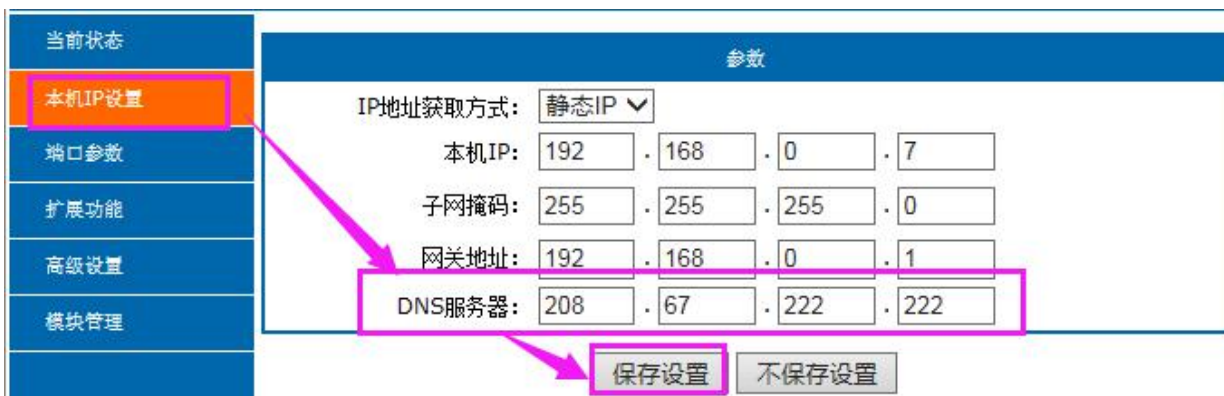 当前状态
本机IP设置
端口参数
扩展功能
高级设置
模块管理
参数
IP地址获取方式: 静态IP
本机IP: 192 . 168 . 0 . 7
子网掩码: 255 . 255 . 255 . 0
网关地址: 192 . 168 . 0 . 1
DNS服务器: 208 . 67 . 222 . 222
保存设置 不保存设置